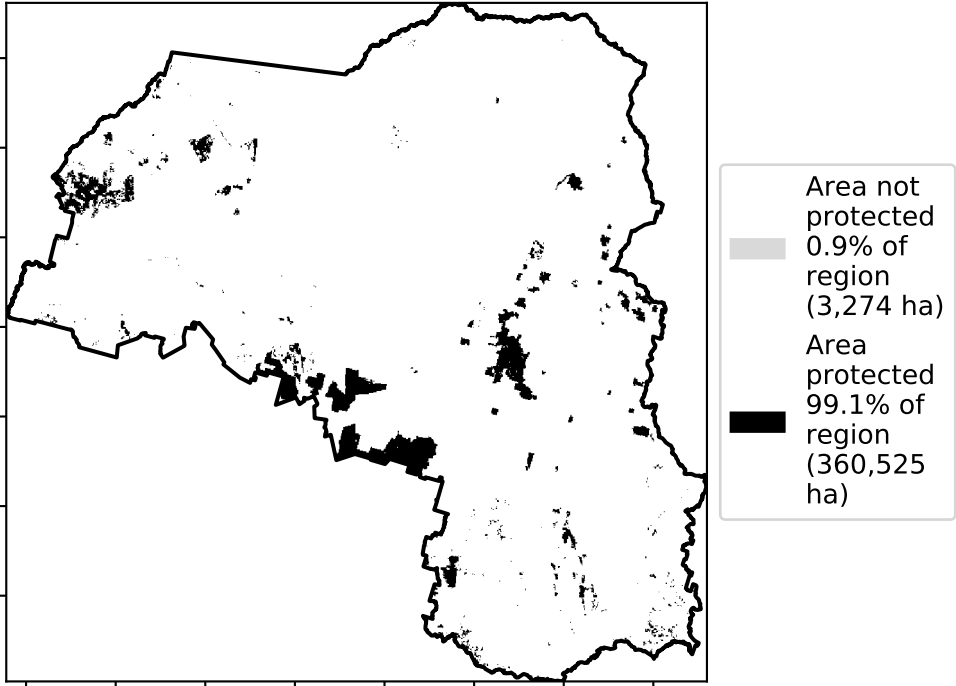 Area not
protected
0.9% of
region
(3,274 ha)
Area
protected
99.1% of
region
(360,525
ha)